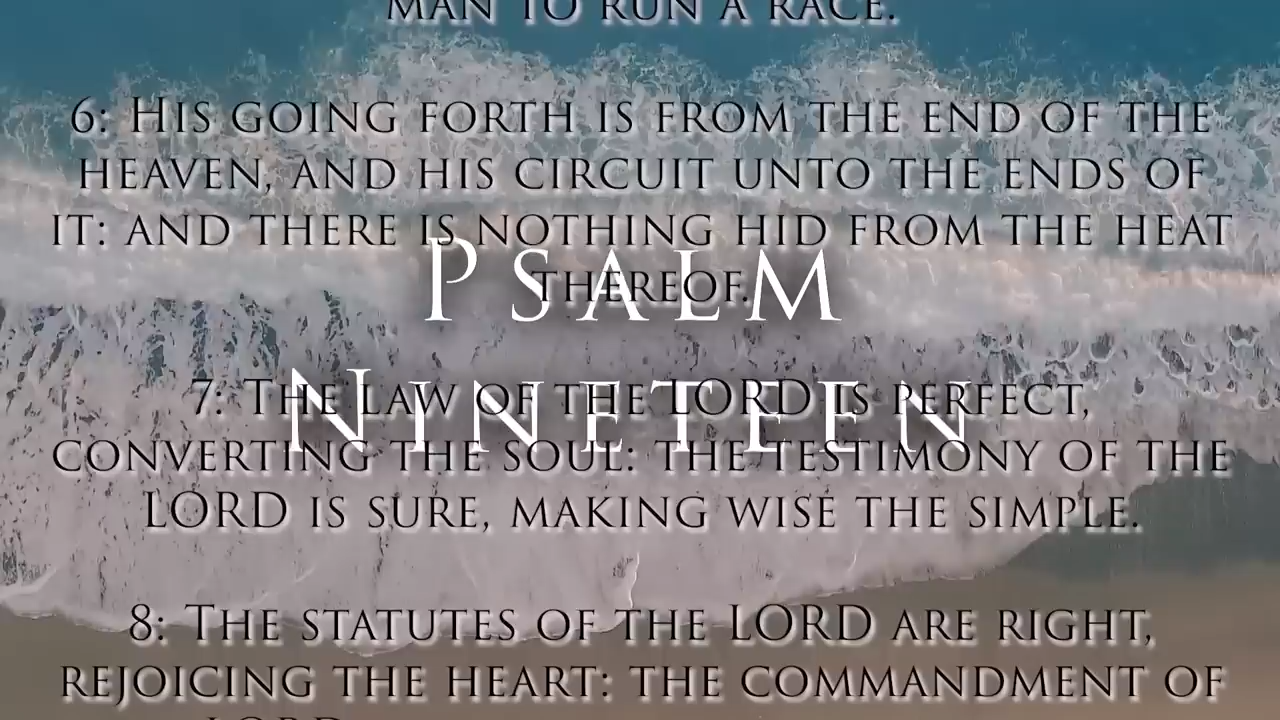 MAN TO RUN A RACE.
6: HIS GOING FORTH IS FROM THE END OF THE
HEAVEN, AND HIS CIRCUIT UNTO THE ENDS OF
IT: AND THERE IS NOTHING HID FROM THE HEAT
THEREOF.
PSALM
NINETEEN
7: THE LAW OF THE LORD IS PERFECT,
CONVERTING THE SOUL: THE TESTIMONY OF THE
LORD IS SURE, MAKING WISE THE SIMPLE.
8: THE STATUTES OF THE LORD ARE RIGHT,
REJOICING THE HEART: THE COMMANDMENT OF
LORD